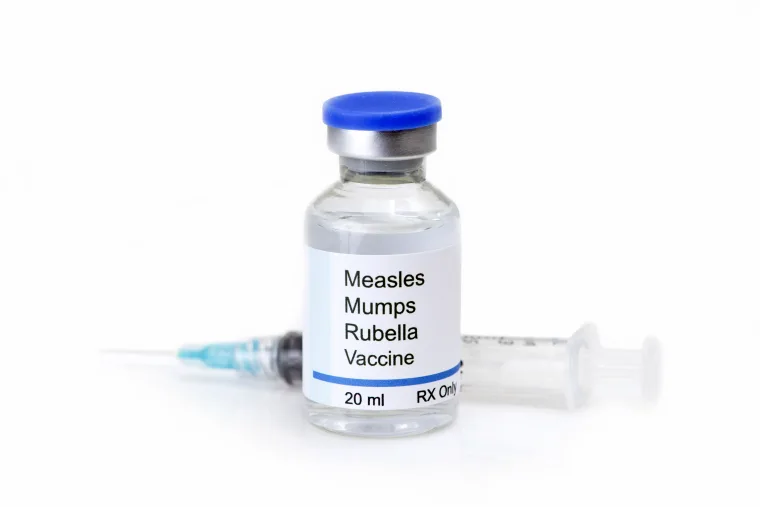 Measles
Mumps
Rubella
Vaccine
20 ml
RX Only